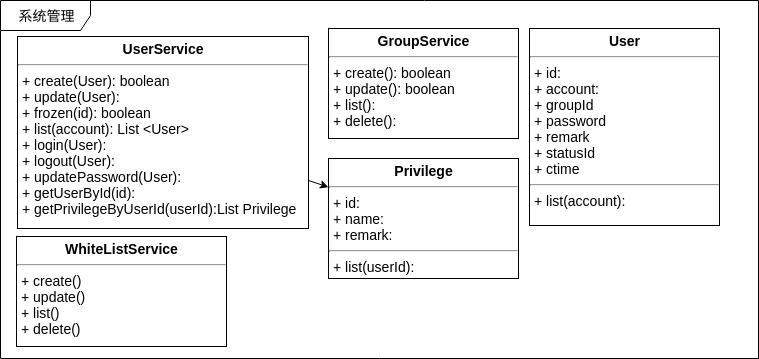 系统管理
UserService
+ create(User): boolean
+ update(User):
+ frozen(id): boolean
+ list(account): List <User>
+ login(User):
+ logout(User):
+ updatePassword(User):
+ getUserById(id):
+ getPrivilegeByUserId(userId):List Privilege
GroupService
+ create(): boolean
+ update(): boolean
+ list():
+ delete():
User
+ id:
+ account:
+ groupId
+ password
+ remark
+ statusId
+ ctime
+ list(account):
Privilege
+ id:
+ name:
+ remark:
+ list(userId):
WhiteListService
+ create()
+ update()
+ list()
+ delete()